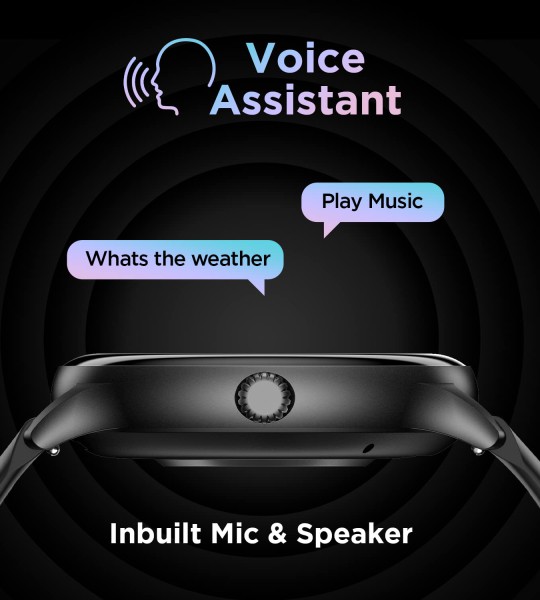 Voice
Assistant
Play Music
Whats the weather
Inbuilt Mic & Speaker